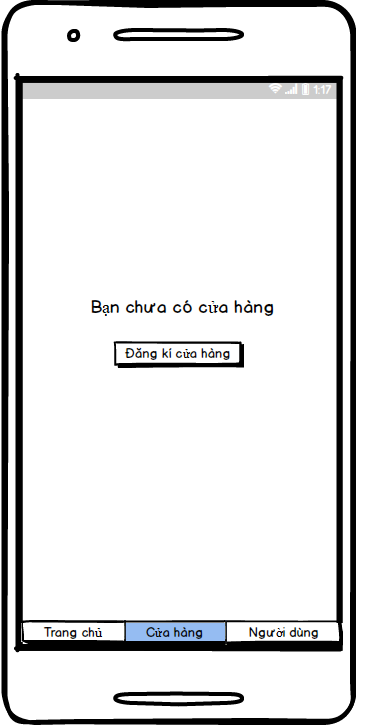 1:17
Bạn chưa có cửa hàng
Đăng kí cửa hàng
Trang chủ
Cửa hàng
Người dùng